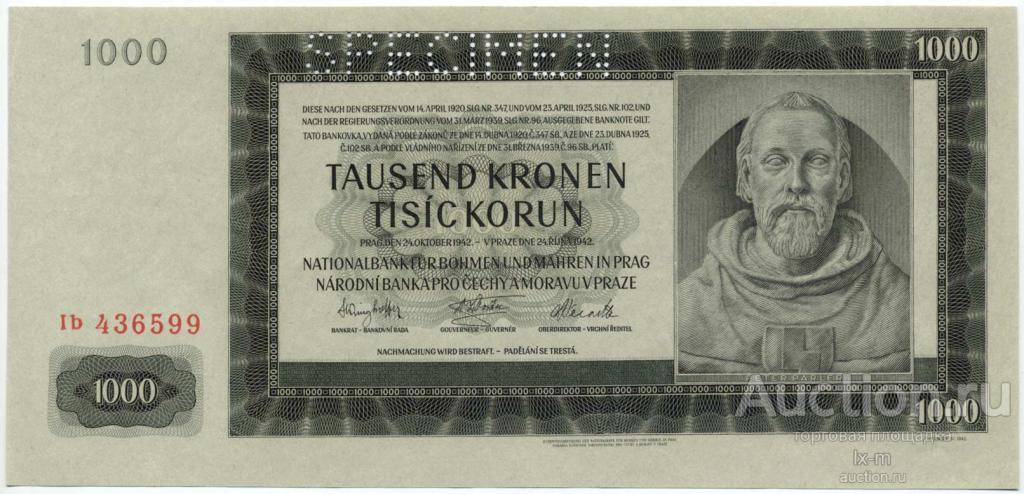 SPECIMEN
1000
1000
DIESE NACH DEN GESETZEN VOM 14. APRIL 1920, SLG. NR. 347, UND VOM 23. APRIL 1925, SLG. NR. 102, UND
NACH DER REGIERUNGSVERORDNUNG VOM 31. MÄRZ 1939, SLG. NR. 96, AUSGEGEBENE BANKNOTE GILT.
TATO BANKOVKA, VYDANÁ PODLE ZÁKONŮ ZE DNE 14. DUBNA 1920, Č. 347 SB., A ZE DNE 23. DUBNA 1925,
Č. 102 SB., A PODLE VLÁDNÍHO NAŘÍZENÍ ZE DNE 31. BŘEZNA 1939, Č. 96 SB., PLATÍ:
TAUSEND KRONEN
TISÍC KORUN
PRAG, DEN 24. OKTOBER 1942. – V PRAZE DNE 24. ŘÍJNA 1942.
NATIONALBANK FÜR BÖHMEN UND MÄHREN IN PRAG
NÁRODNÍ BANKA PRO ČECHY A MORAVU V PRAZE
BANKRAT - BANKOVNÍ RADA
GOUVERNEUR - GUVERNÉR
OBERDIREKTOR - VRCHNÍ ŘEDITEL
NACHMACHUNG WIRD BESTRAFT. – PADĚLÁNÍ SE TRESTÁ.
Ib 436599
1000
PETER PARLER
1000
Auction.ru
торговая площадка
lx-m
auction.ru